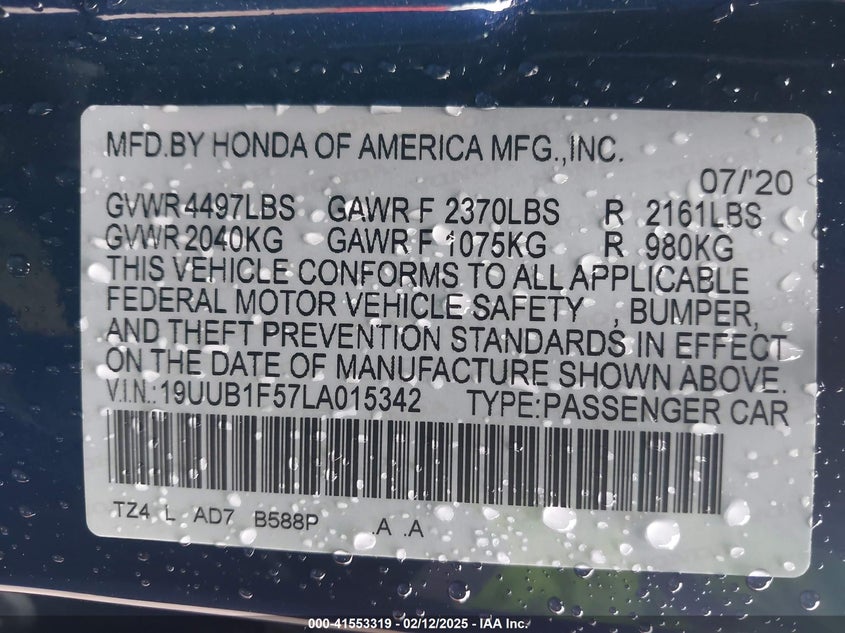 MFD.BY HONDA OF AMERICA MFG.,INC.
07/'20
GVWR 4497LBS GAWR F 2370LBS R 2161LBS
GVWR 2040KG GAWR F 1075KG R 980KG
THIS VEHICLE CONFORMS TO ALL APPLICABLE
FEDERAL MOTOR VEHICLE SAFETY , BUMPER,
AND THEFT PREVENTION STANDARDS IN EFFECT
ON THE DATE OF MANUFACTURE SHOWN ABOVE.
V.I.N.:19UUB1F57LA015342 TYPE:PASSENGER CAR
TZ4 L AD7 B588P .A .A
000-41553319 - 02/12/2025 - IAA Inc.